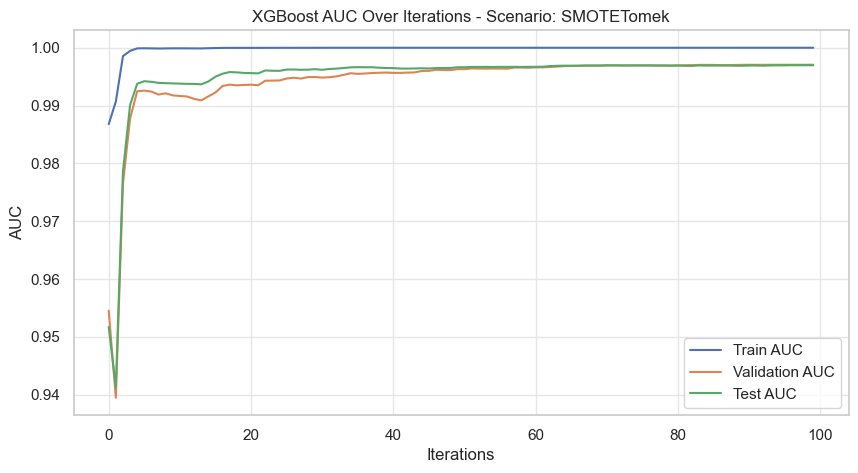 XGBoost AUC Over Iterations - Scenario: SMOTETomek
AUC
1.00
0.99
0.98
0.97
0.96
0.95
0.94
0
20
40
60
80
100
Iterations
Train AUC
Validation AUC
Test AUC